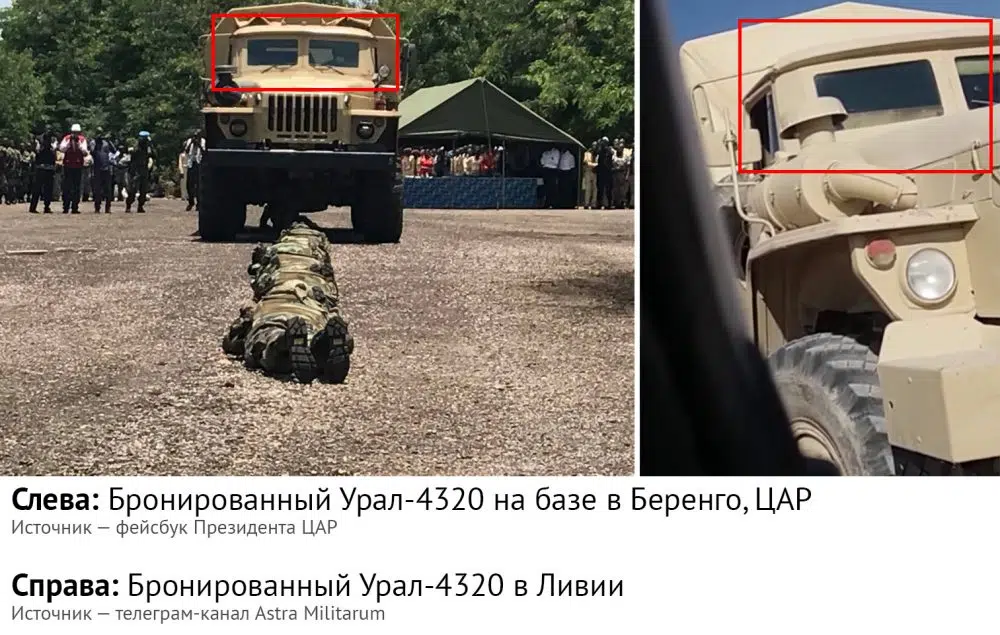 Слева: Бронированный Урал-4320 на базе в Беренго, ЦАР
Источник — фейсбук Президента ЦАР
Справа: Бронированный Урал-4320 в Ливии
Источник — телеграм-канал Astra Militarum